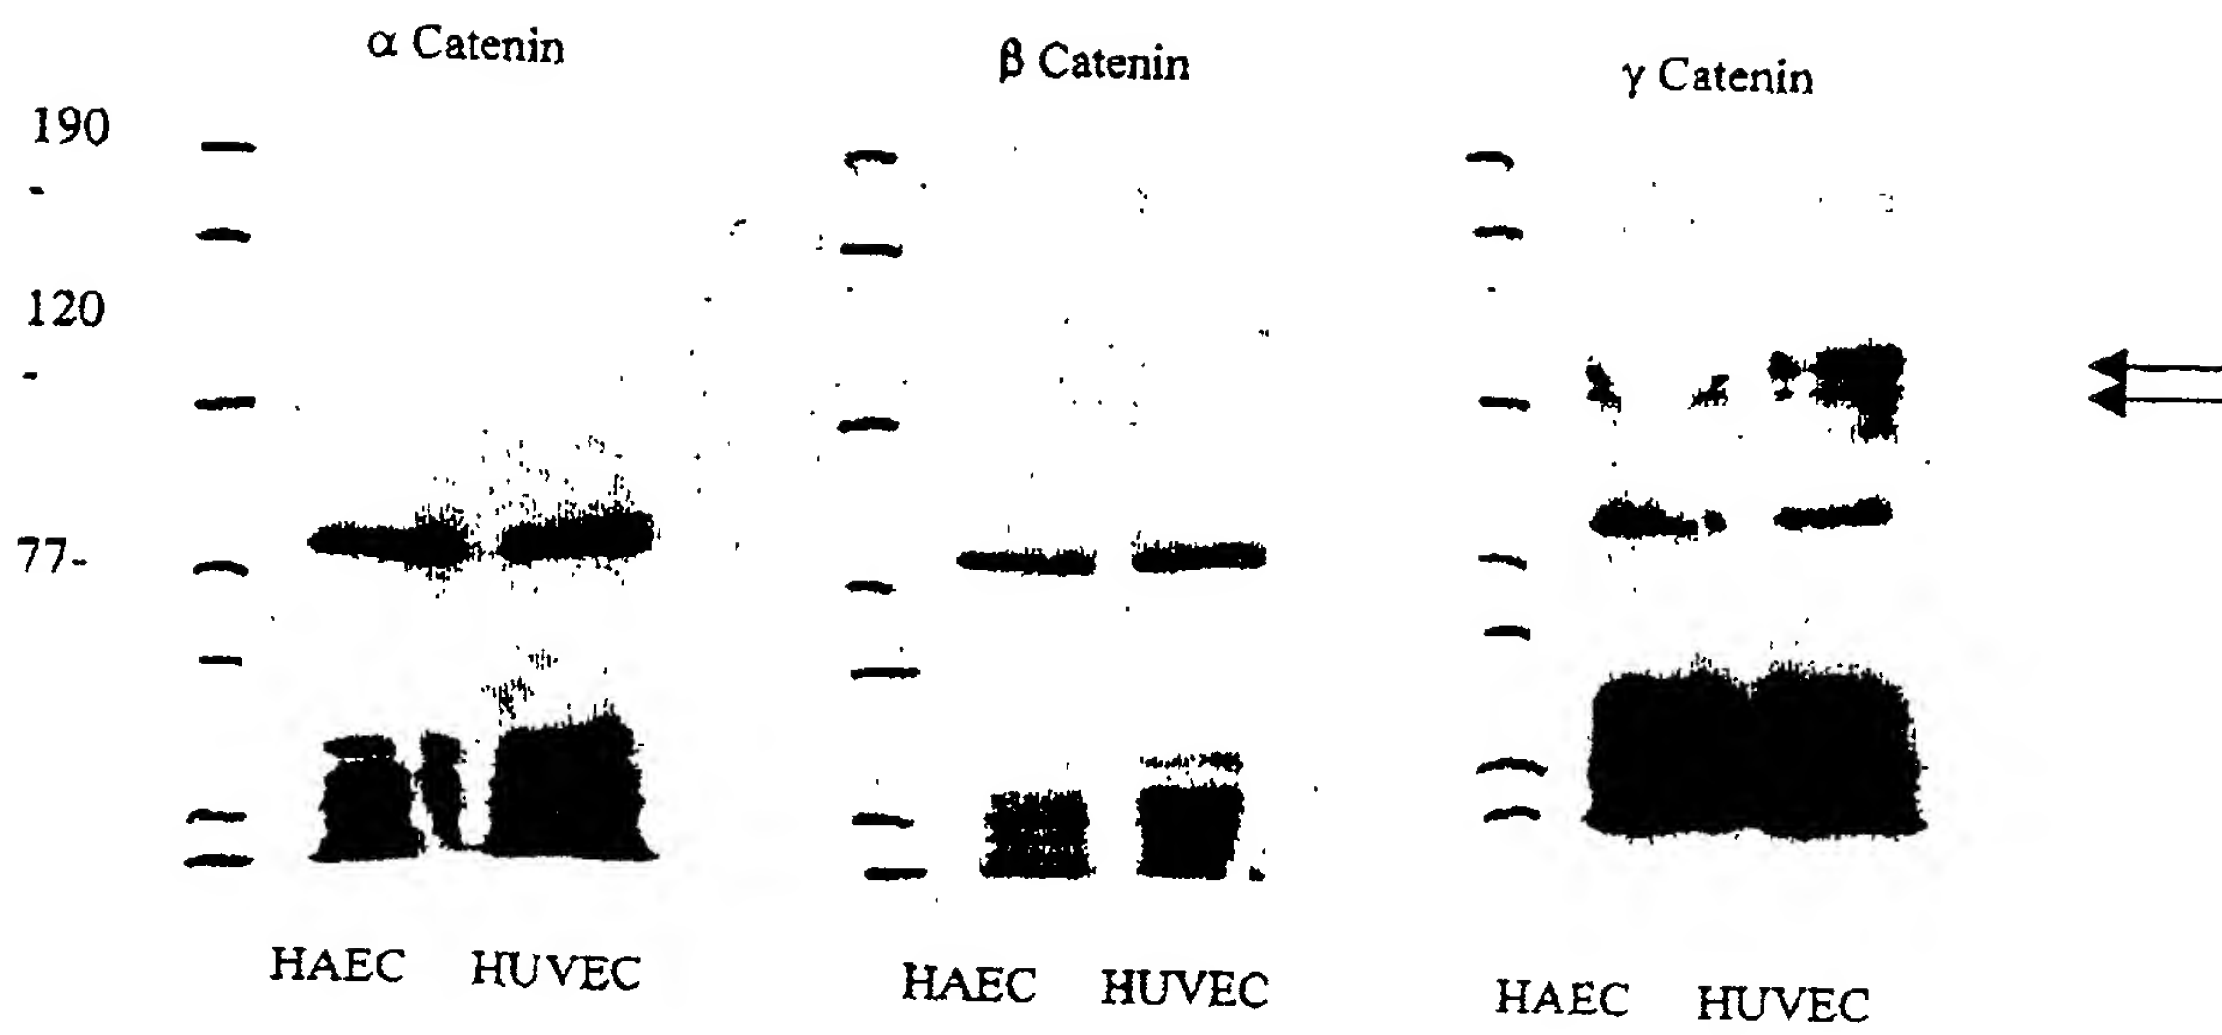 α Catenin
β Catenin
γ Catenin
190
-
120
-
77-
HAEC HUVEC
HAEC HUVEC
HAEC HUVEC